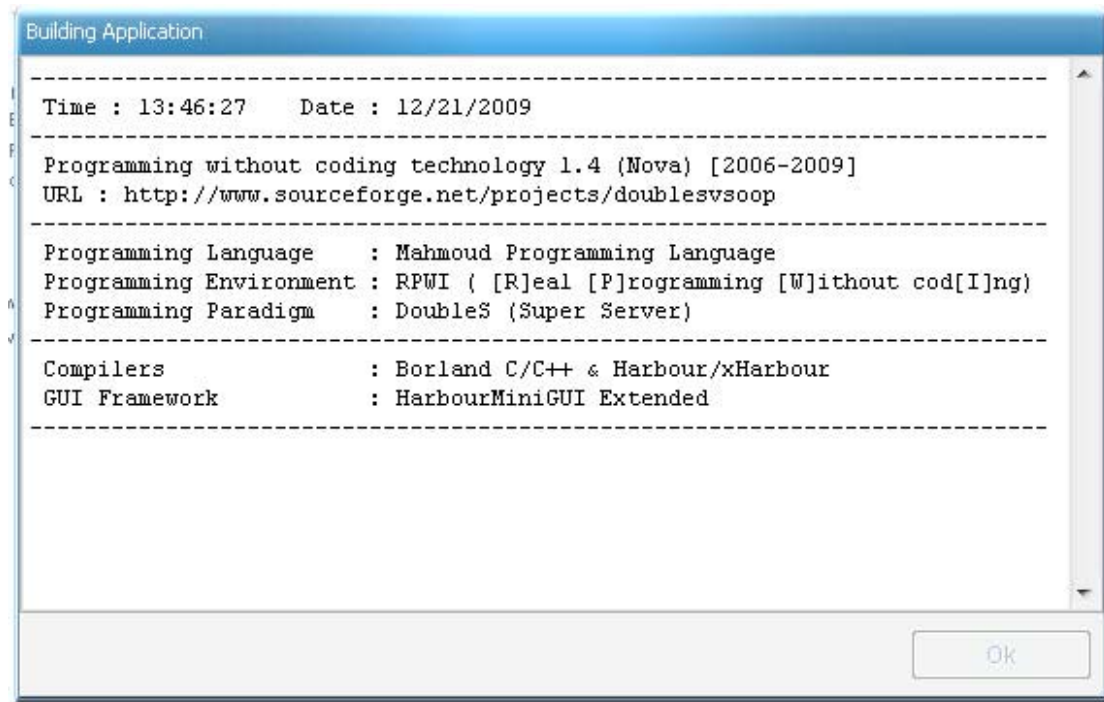 Building Application
Time : 13:46:27 Date : 12/21/2009
Programming without coding technology 1.4 (Nova) [2006-2009]
URL : http://www.sourceforge.net/projects/doublesvsoop
Programming Language : Mahmoud Programming Language
Programming Environment : RPWI ( [R]eal [P]rogramming [W]ithout cod[I]ng)
Programming Paradigm : DoubleS (Super Server)
Compilers : Borland C/C++ & Harbour/xHarbour
GUI Framework : HarbourMiniGUI Extended
Ok